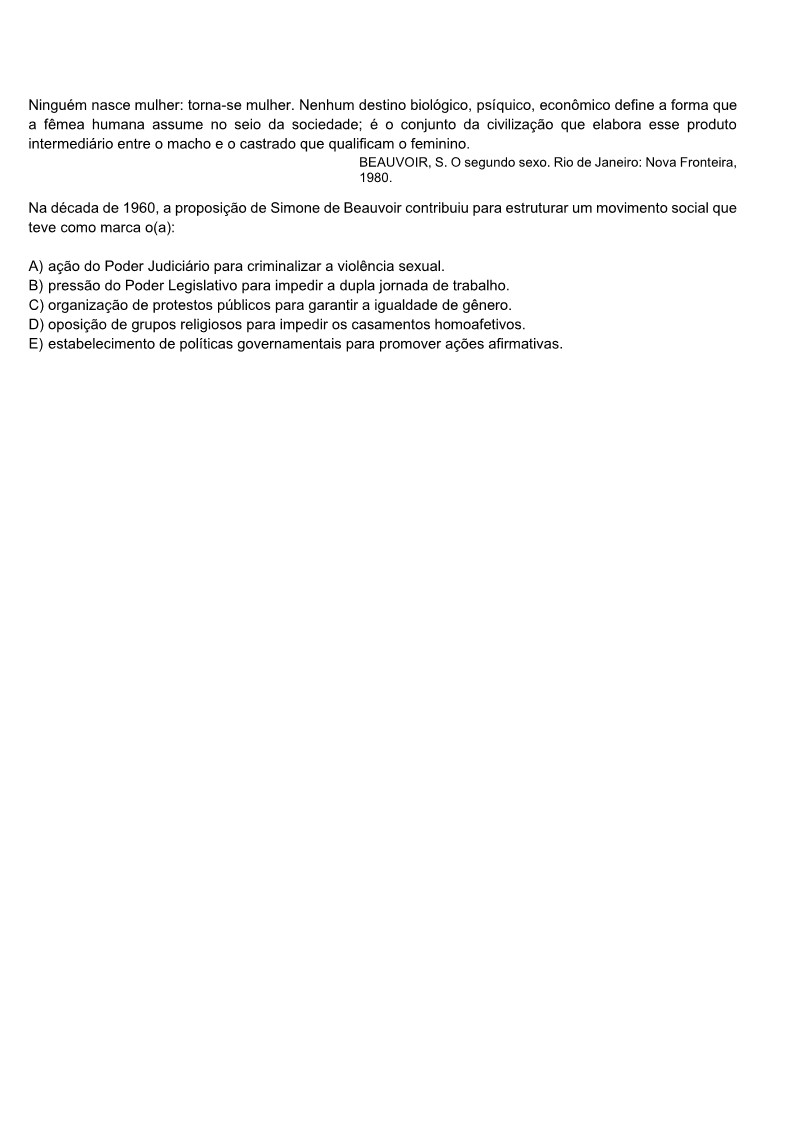 Ninguém nasce mulher: torna-se mulher. Nenhum destino biológico, psíquico, econômico define a forma que
a fêmea humana assume no seio da sociedade; é o conjunto da civilização que elabora esse produto
intermediário entre o macho e o castrado que qualificam o feminino.
BEAUVOIR, S. O segundo sexo. Rio de Janeiro: Nova Fronteira,
1980.
Na década de 1960, a proposição de Simone de Beauvoir contribuiu para estruturar um movimento social que
teve como marca o(a):
A) ação do Poder Judiciário para criminalizar a violência sexual.
B) pressão do Poder Legislativo para impedir a dupla jornada de trabalho.
C) organização de protestos públicos para garantir a igualdade de gênero.
D) oposição de grupos religiosos para impedir os casamentos homoafetivos.
E) estabelecimento de políticas governamentais para promover ações afirmativas.